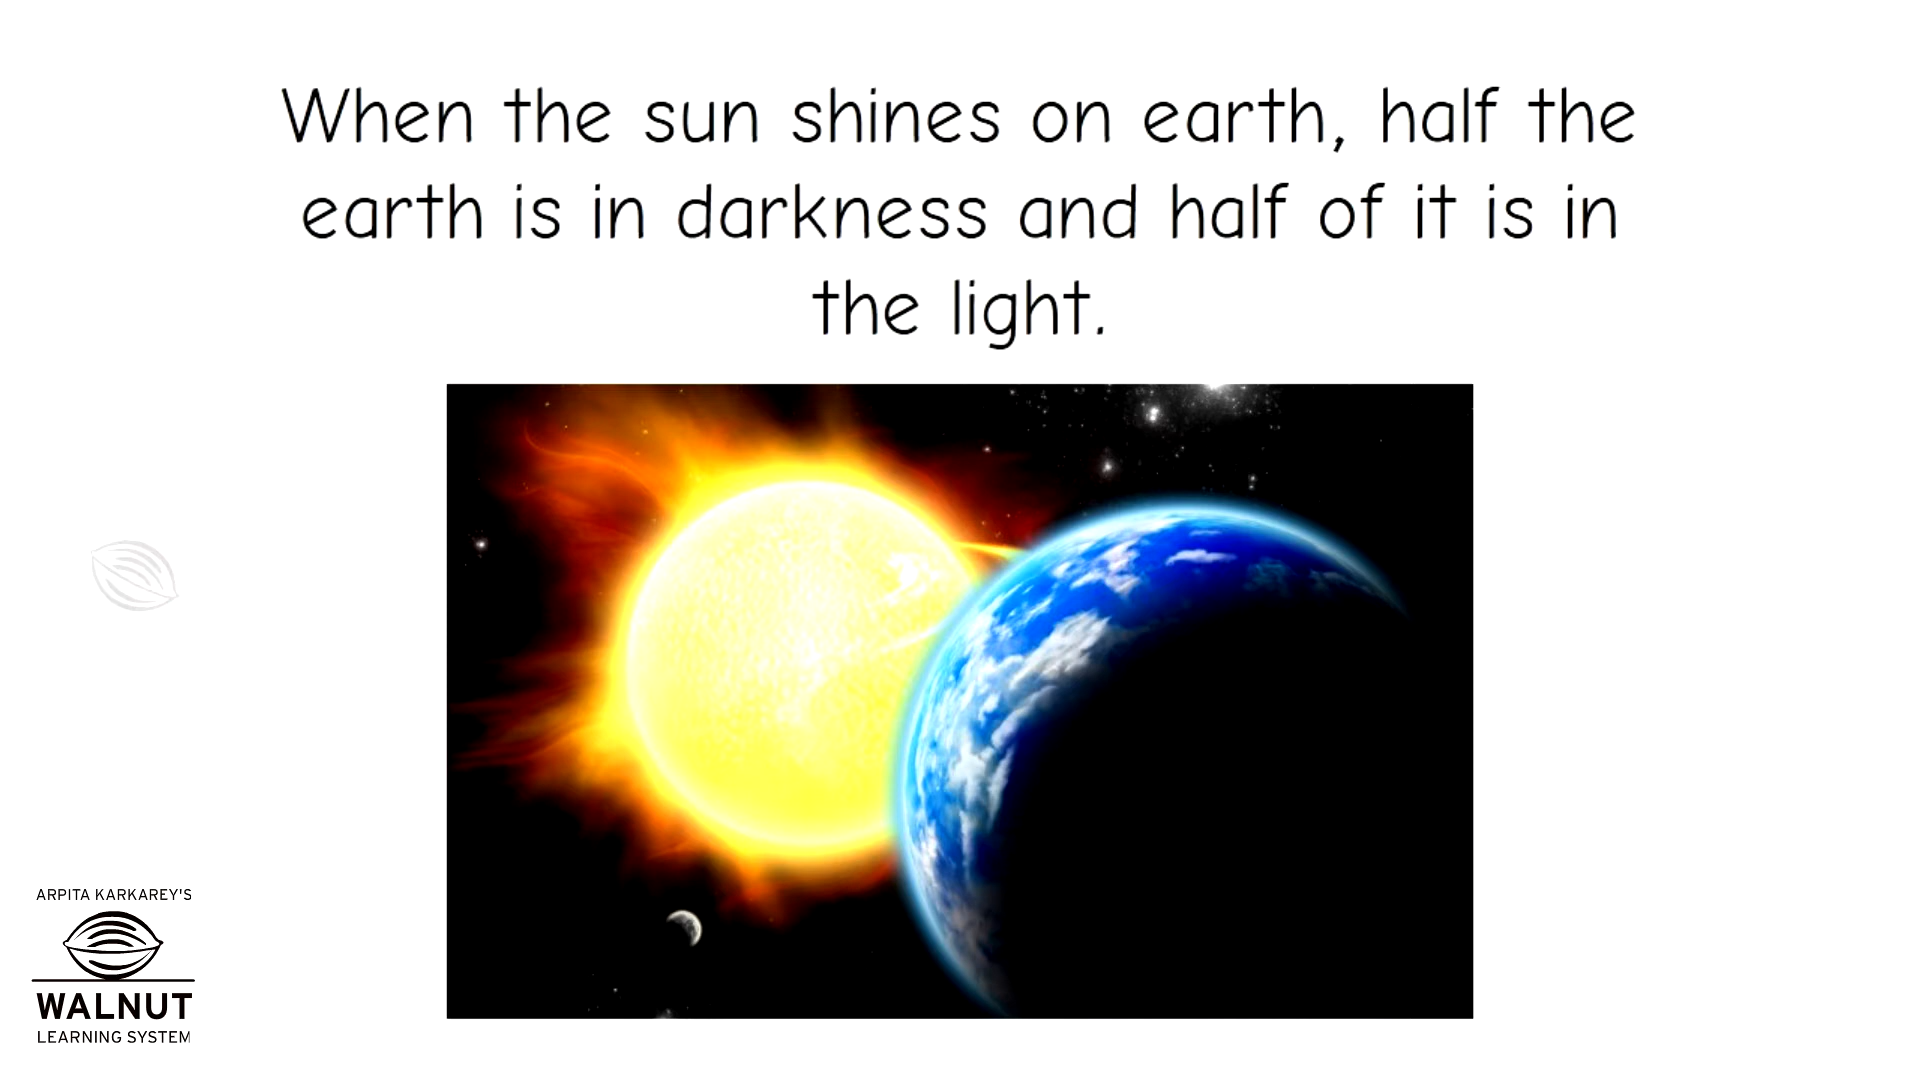 When the sun shines on earth, half the
earth is in darkness and half of it is in
the light.
ARPITA KARKAREY'S
WALNUT
LEARNING SYSTEM